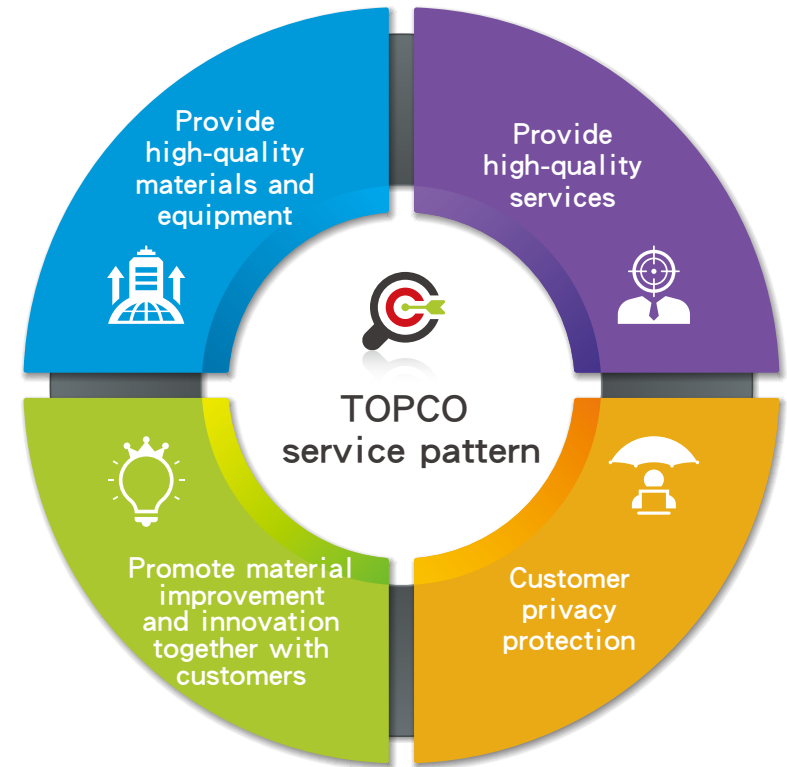 Provide
high-quality
materials and
equipment
Provide
high-quality
services
TOPCO
service pattern
Promote material
improvement
and innovation
together with
customers
Customer
privacy
protection